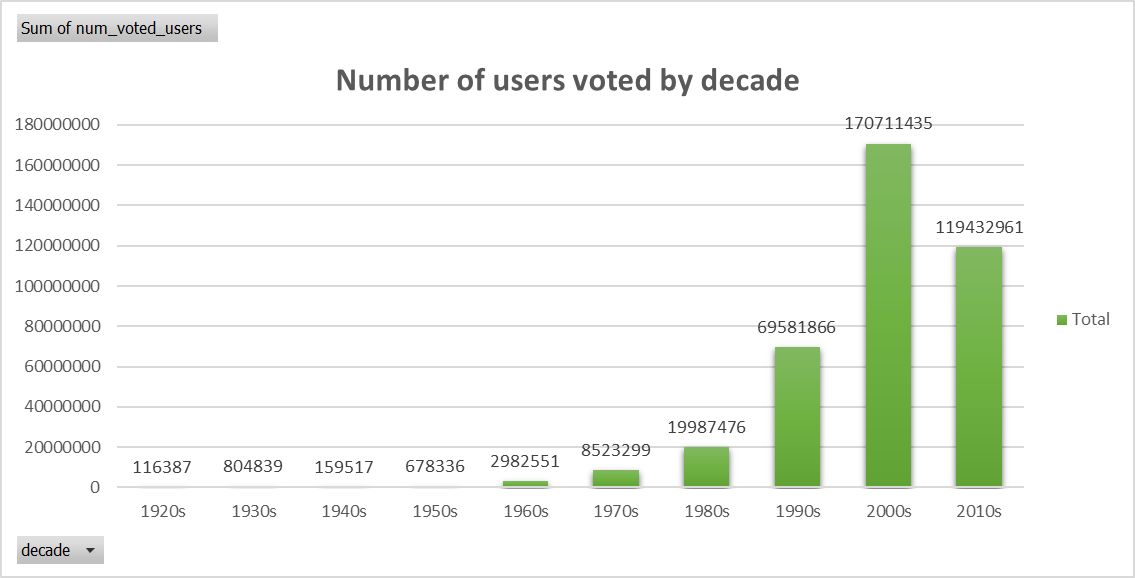 Sum of num_voted_users
Number of users voted by decade
180000000
160000000
140000000
120000000
100000000
80000000
60000000
40000000
20000000
0
116387
804839
159517
678336
2982551
8523299
19987476
69581866
170711435
119432961
1920s
1930s
1940s
1950s
1960s
1970s
1980s
1990s
2000s
2010s
Total
decade